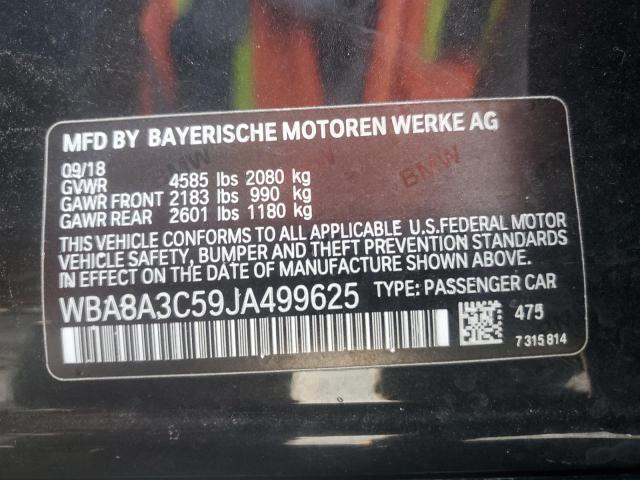 MFD BY BAYERISCHE MOTOREN WERKE AG
09/18
GVWR 4585 lbs 2080 kg
GAWR FRONT 2183 lbs 990 kg
GAWR REAR 2601 lbs 1180 kg
THIS VEHICLE CONFORMS TO ALL APPLICABLE U.S.FEDERAL MOTOR
VEHICLE SAFETY, BUMPER AND THEFT PREVENTION STANDARDS
IN EFFECT ON THE DATE OF MANUFACTURE SHOWN ABOVE.
WBA8A3C59JA499625 TYPE: PASSENGER CAR
475
7 315 814
BMW
BMW